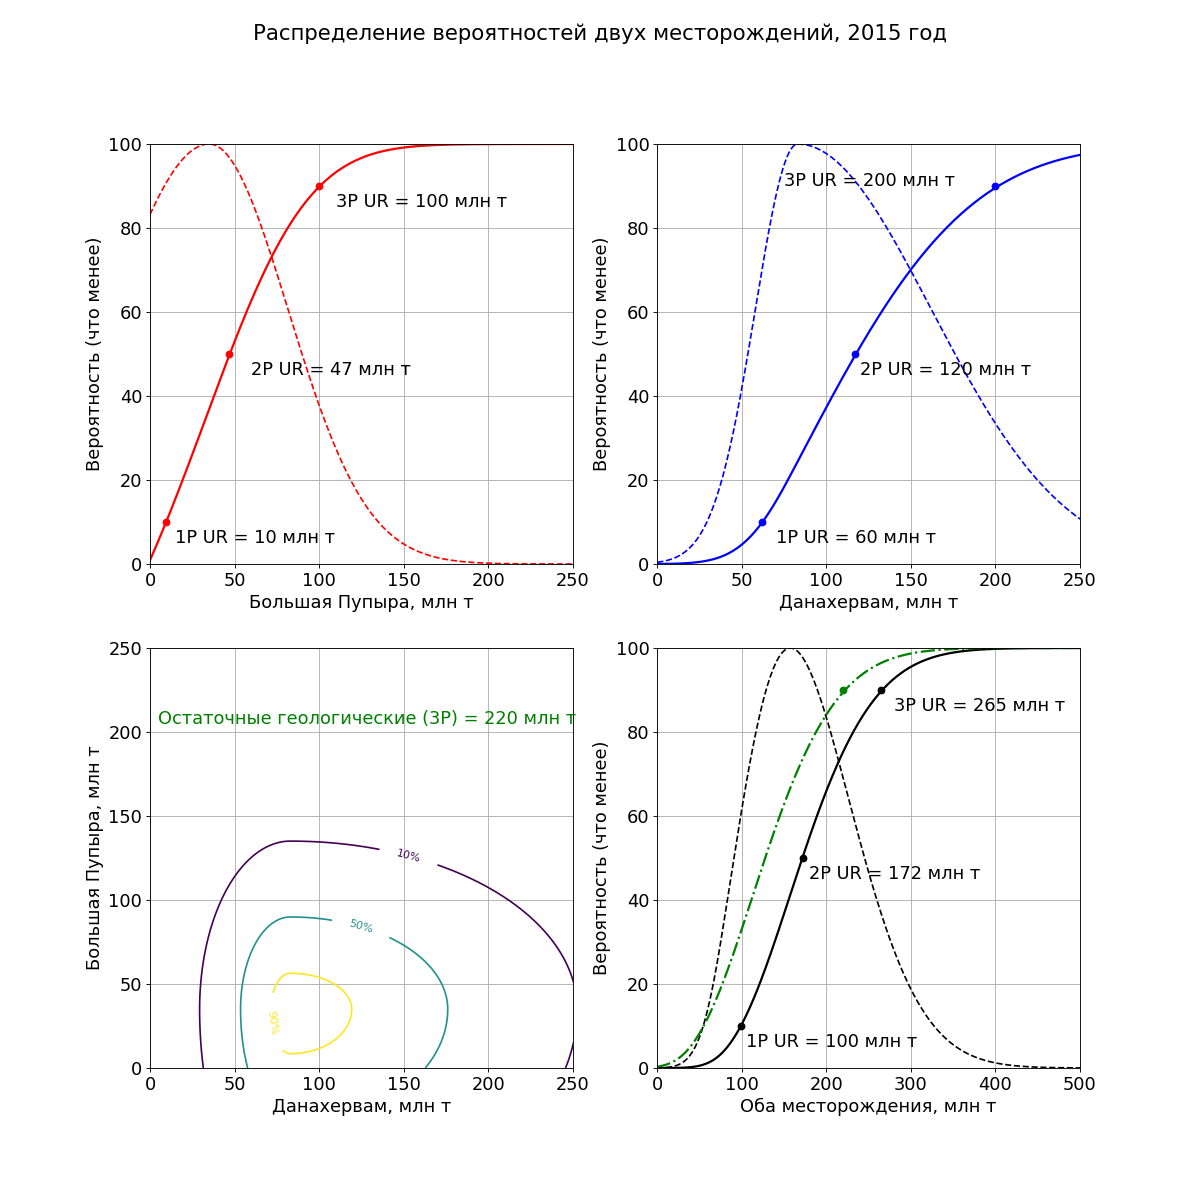 Распределение вероятностей двух месторождений, 2015 год
100
80
60
40
20
0
Вероятность (что менее)
3P UR = 100 млн т
2P UR = 47 млн т
1P UR = 10 млн т
0 50 100 150 200 250
Большая Пупыра, млн т
100
80
60
40
20
0
Вероятность (что менее)
3P UR = 200 млн т
2P UR = 120 млн т
1P UR = 60 млн т
0 50 100 150 200 250
Данахервам, млн т
250
200
150
100
50
0
Большая Пупыра, млн т
Остаточные геологические (3P) = 220 млн т
10%
50%
90%
0 50 100 150 200 250
Данахервам, млн т
100
80
60
40
20
0
Вероятность (что менее)
3P UR = 265 млн т
2P UR = 172 млн т
1P UR = 100 млн т
0 100 200 300 400 500
Оба месторождения, млн т